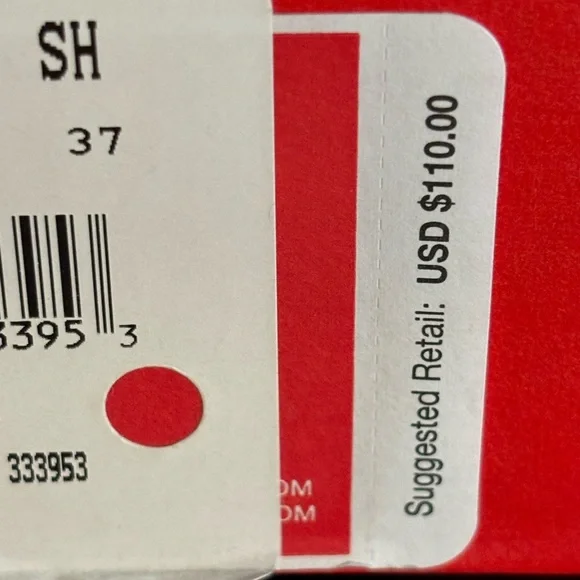 SH
37
3395 3
333953
OM
OM
Suggested Retail: USD $110.00